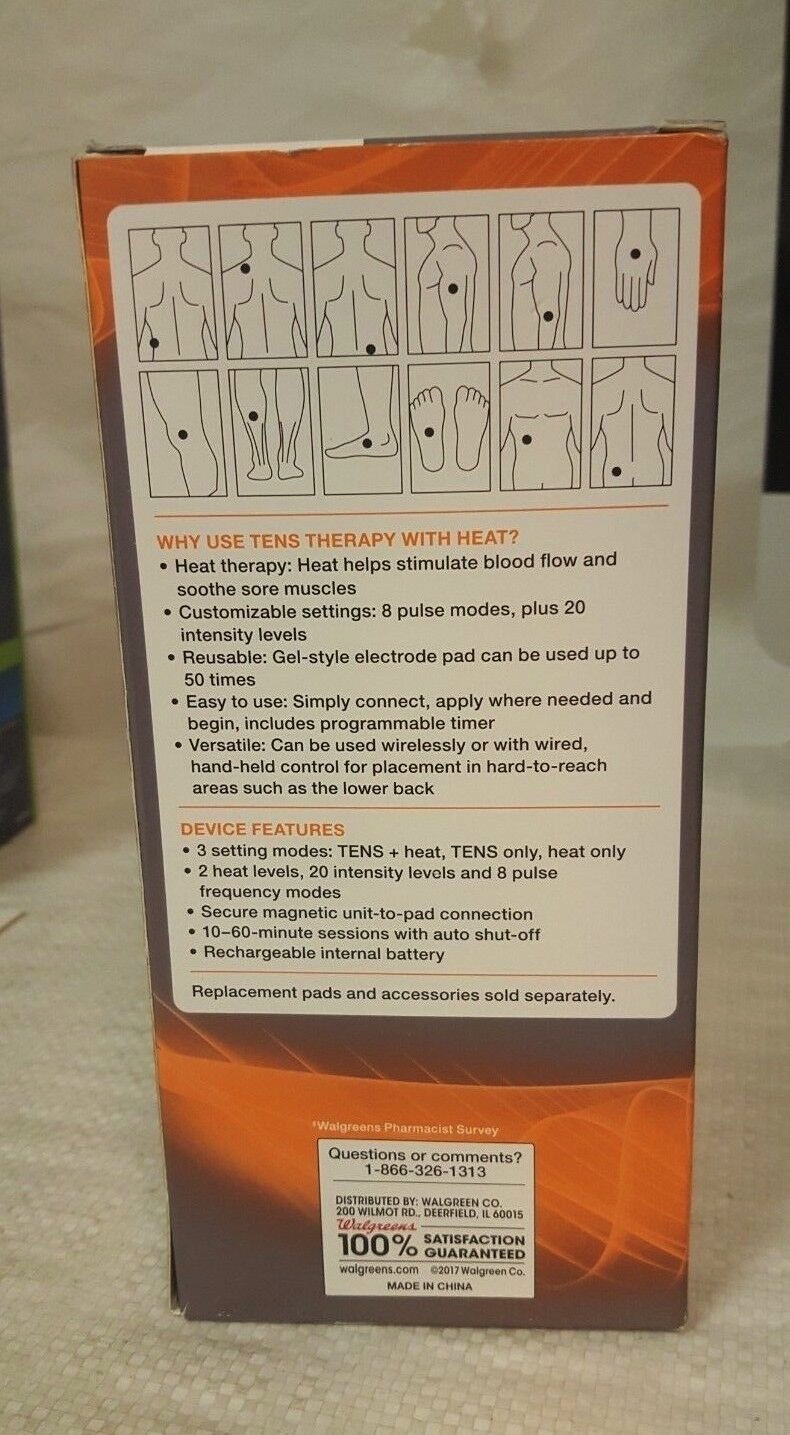 WHY USE TENS THERAPY WITH HEAT?
• Heat therapy: Heat helps stimulate blood flow and
soothe sore muscles
• Customizable settings: 8 pulse modes, plus 20
intensity levels
• Reusable: Gel-style electrode pad can be used up to
50 times
• Easy to use: Simply connect, apply where needed and
begin, includes programmable timer
• Versatile: Can be used wirelessly or with wired,
hand-held control for placement in hard-to-reach
areas such as the lower back
DEVICE FEATURES
• 3 setting modes: TENS + heat, TENS only, heat only
• 2 heat levels, 20 intensity levels and 8 pulse
frequency modes
• Secure magnetic unit-to-pad connection
• 10–60-minute sessions with auto shut-off
• Rechargeable internal battery
Replacement pads and accessories sold separately.
‡Walgreens Pharmacist Survey
Questions or comments?
1-866-326-1313
DISTRIBUTED BY: WALGREEN CO.
200 WILMOT RD., DEERFIELD, IL 60015
Walgreens
100% SATISFACTION
GUARANTEED
walgreens.com ©2017 Walgreen Co.
MADE IN CHINA